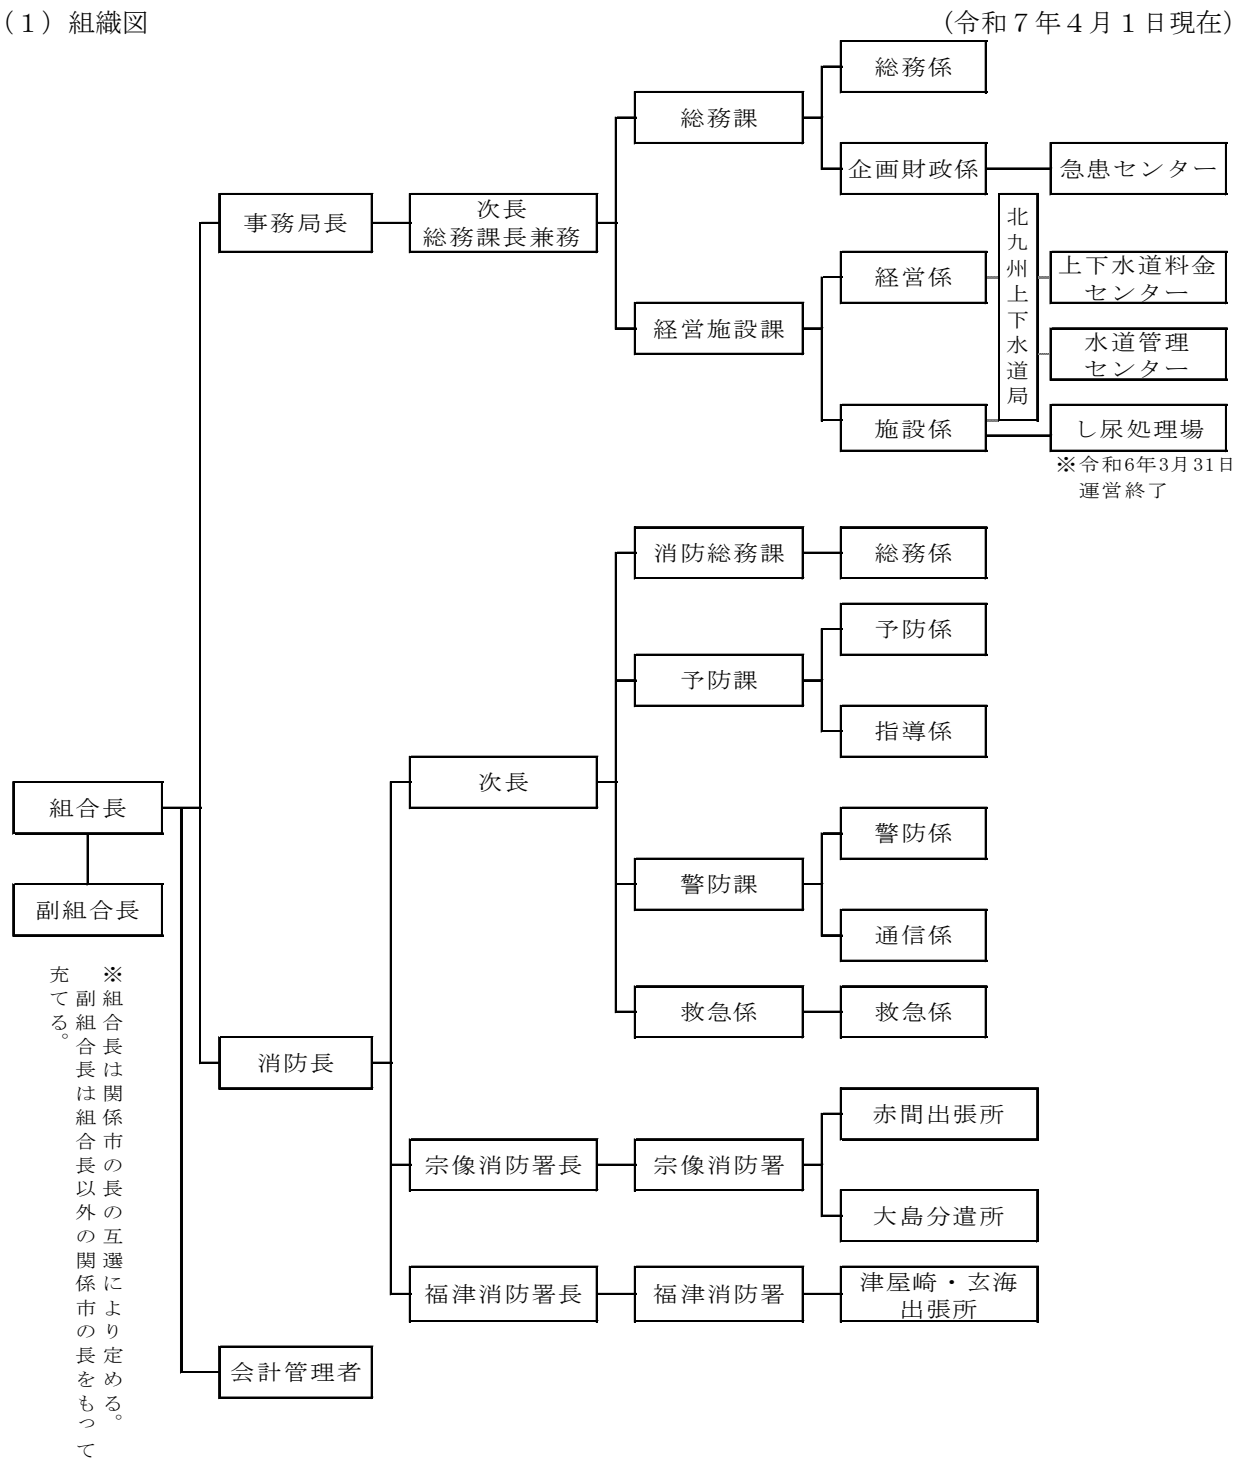 (１) 組織図
(令和７年４月１日現在)
総務係
総務課
企画財政係
急患センター
事務局長
次長
総務課長兼務
北九州上下水道局
経営係
上下水道料金
センター
経営施設課
水道管理
センター
施設係
し尿処理場
※令和6年3月31日
運営終了
消防総務課
総務係
予防係
予防課
指導係
次長
組合長
警防係
警防課
副組合長
通信係
救急係
救急係
消防長
赤間出張所
宗像消防署長
宗像消防署
大島分遣所
福津消防署長
福津消防署
津屋崎・玄海
出張所
会計管理者
※組合長は関係市の長の互選により定める。
副組合長は組合長以外の関係市の長をもって
充てる。